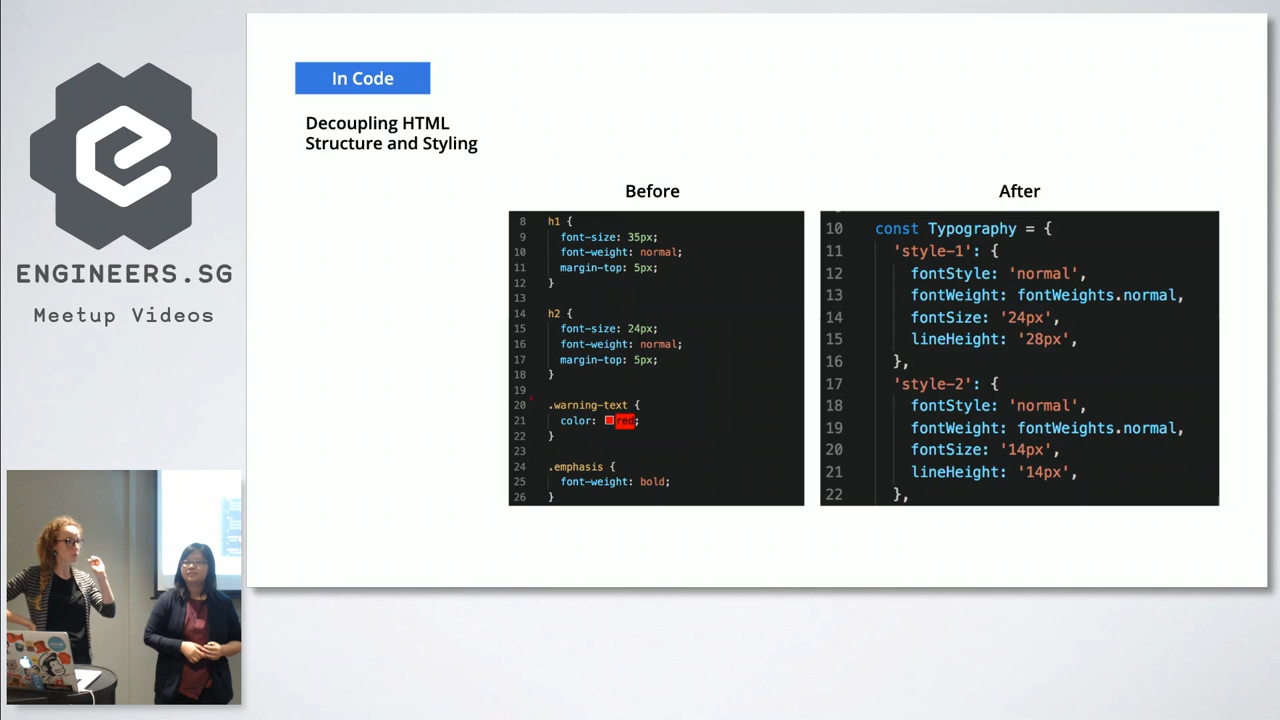 ENGINEERS.SG
Meetup Videos
In Code
Decoupling HTML
Structure and Styling
Before
8 h1 {
9 font-size: 35px;
10 font-weight: normal;
11 margin-top: 5px;
12 }
13
14 h2 {
15 font-size: 24px;
16 font-weight: normal;
17 margin-top: 5px;
18 }
19
20 .warning-text {
21 color: red;
22 }
23
24 .emphasis {
25 font-weight: bold;
26 }
After
10 const Typography = {
11 'style-1': {
12 fontStyle: 'normal',
13 fontWeight: fontWeights.normal,
14 fontSize: '24px',
15 lineHeight: '28px',
16 },
17 'style-2': {
18 fontStyle: 'normal',
19 fontWeight: fontWeights.normal,
20 fontSize: '14px',
21 lineHeight: '14px',
22 },